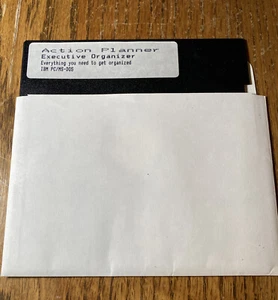 Action Planner
Executive Organizer
Everything you need to get organized
IBM PC/MS-DOS